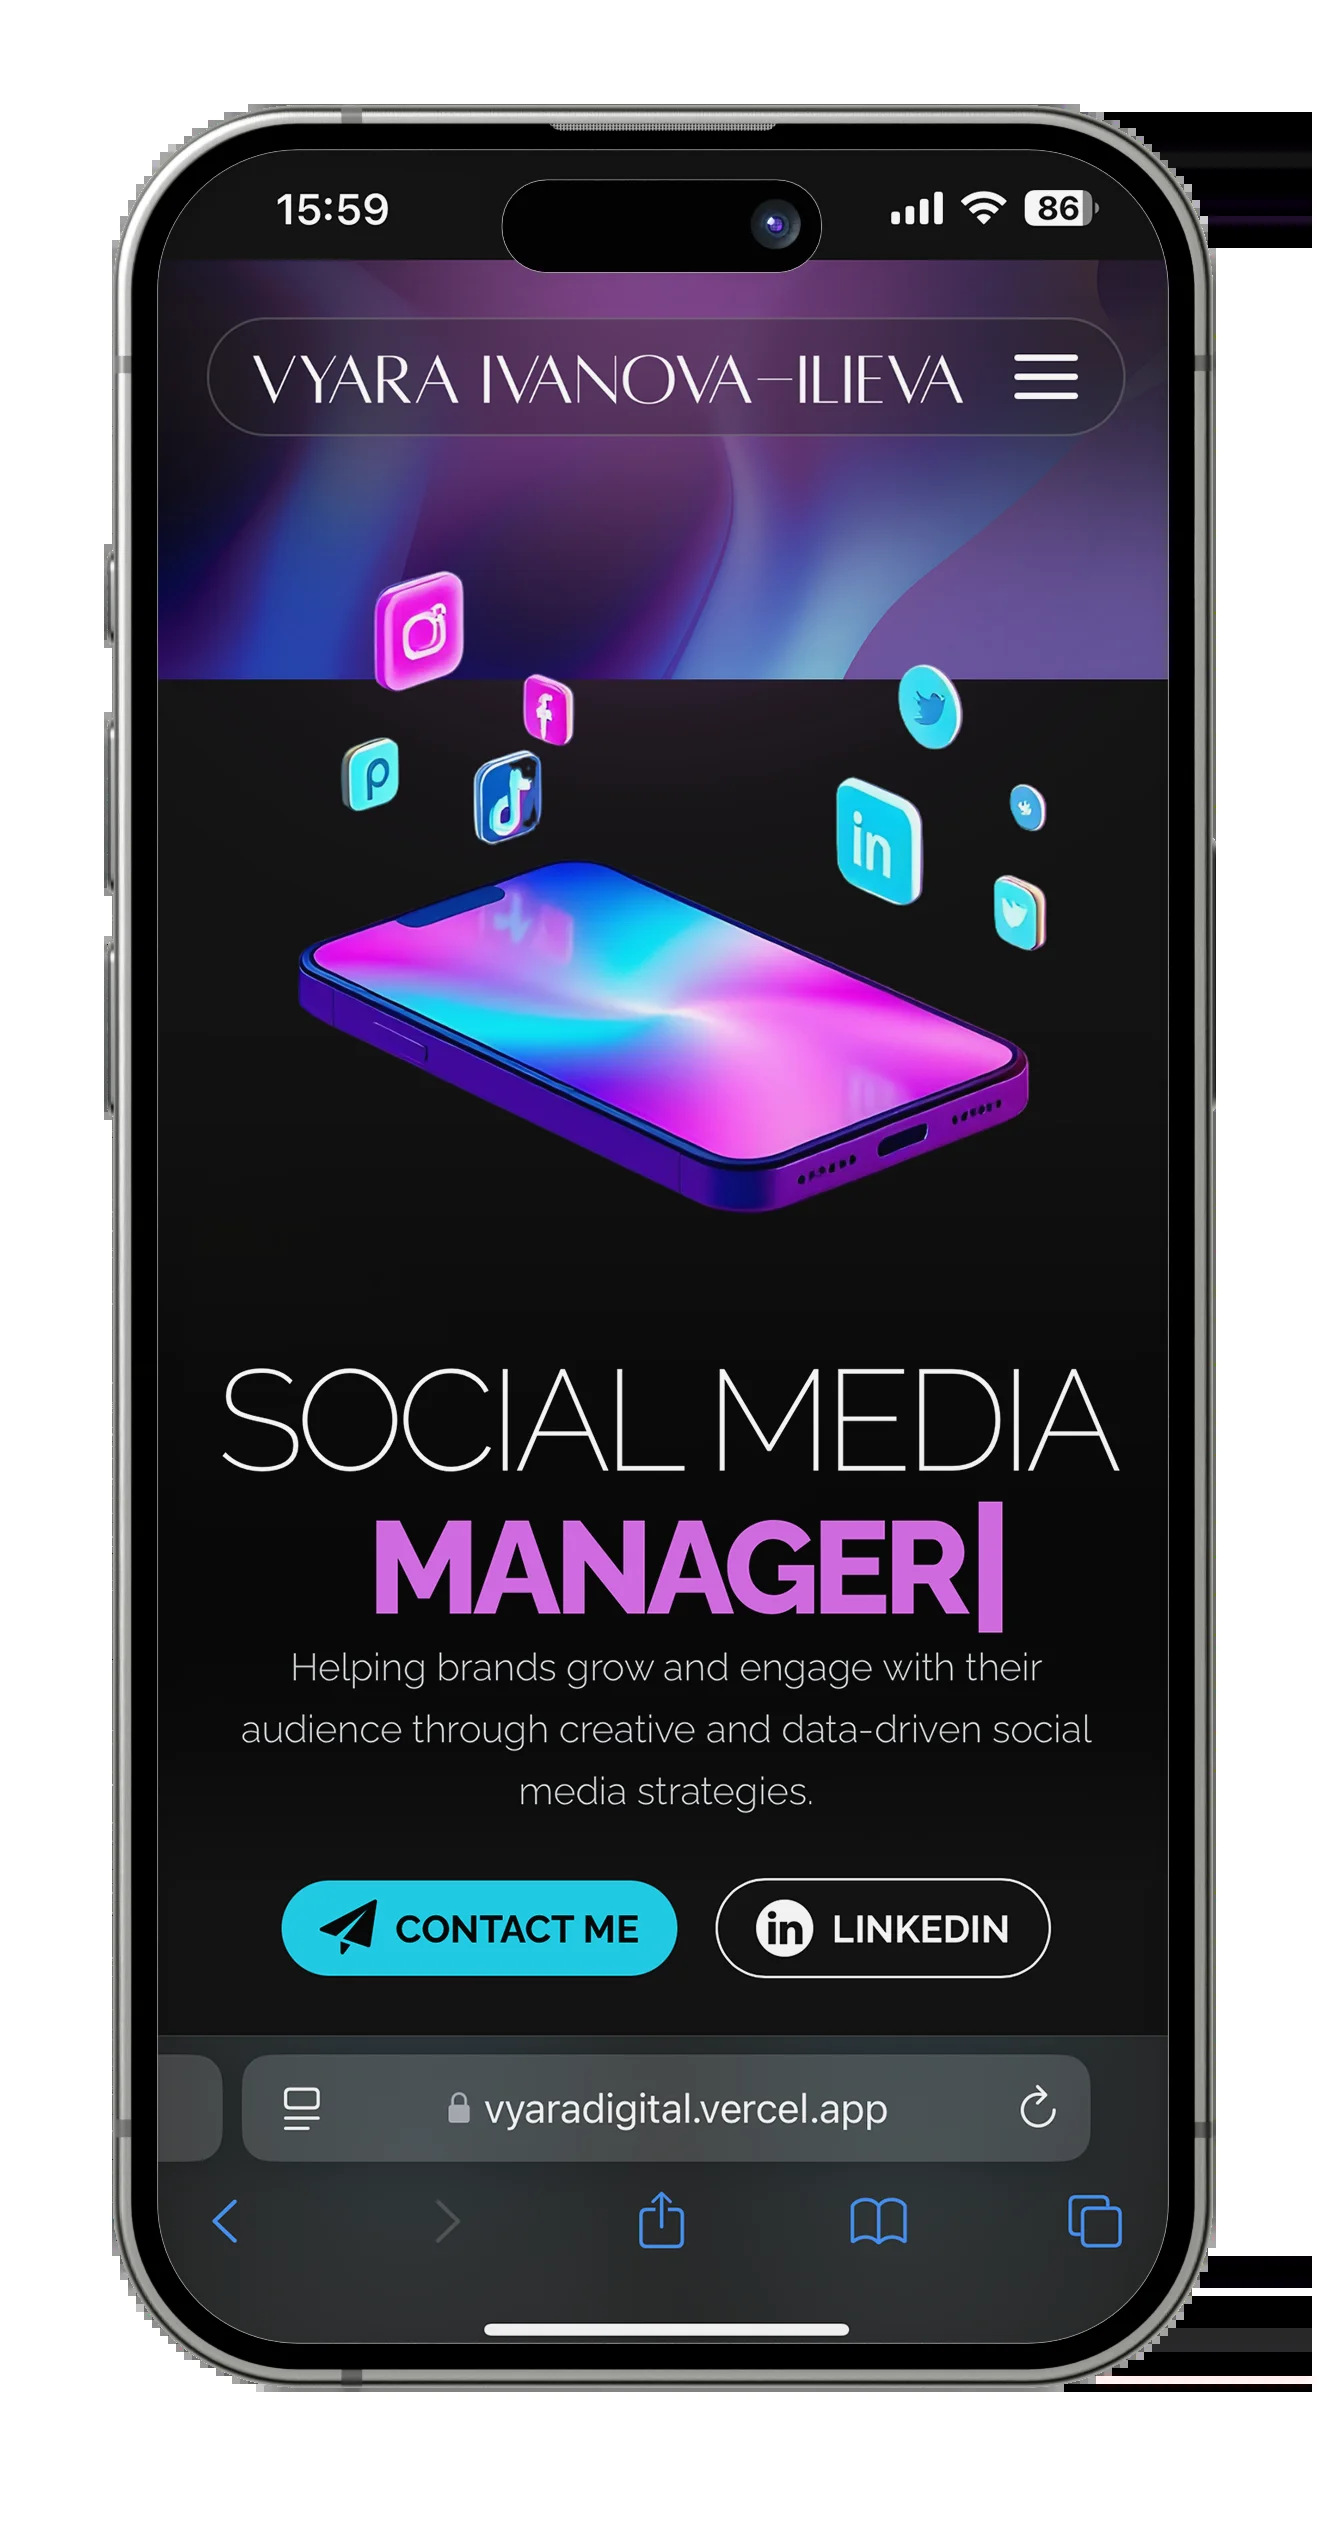 15:59
86
VYARA IVANOVA–ILIEVA
SOCIAL MEDIA
MANAGER
Helping brands grow and engage with their
audience through creative and data-driven social
media strategies.
CONTACT ME
in LINKEDIN
vyaradigital.vercel.app